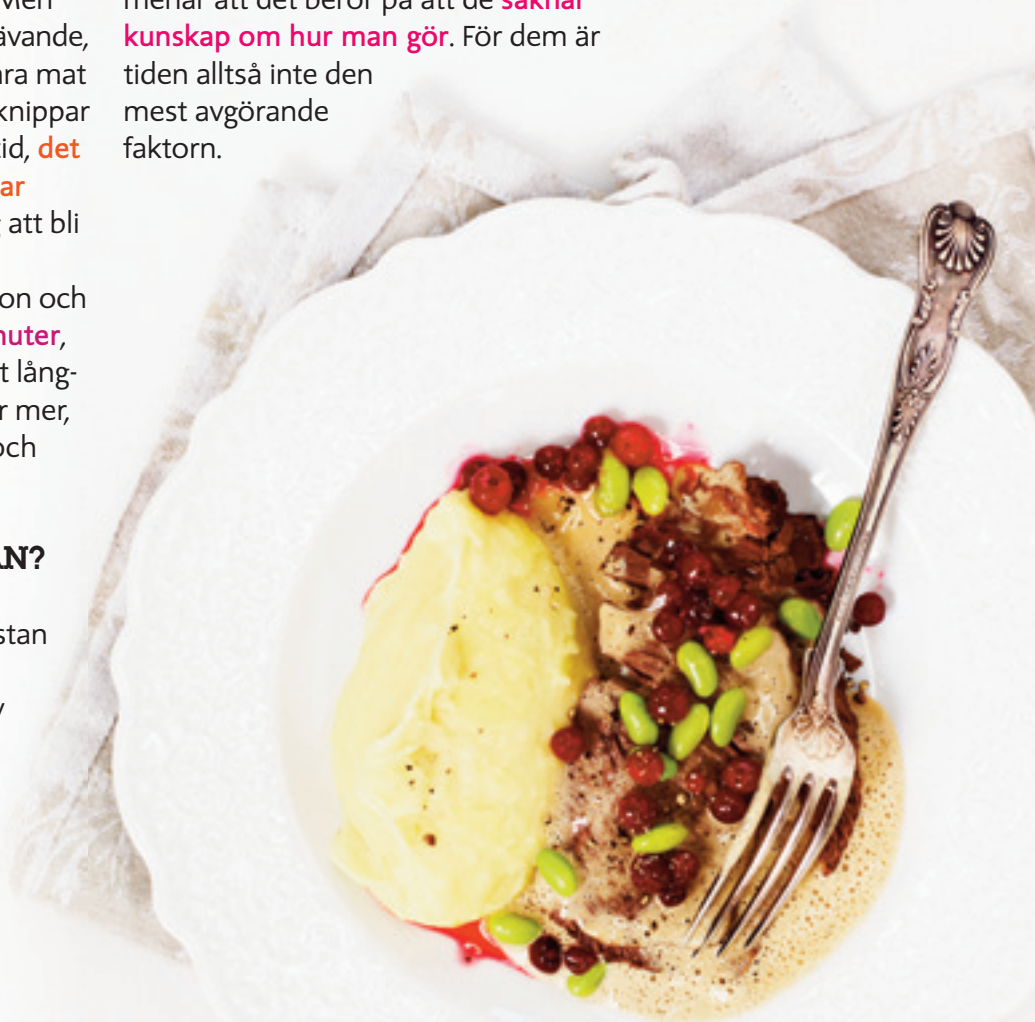 Men
ävande,
ara mat
knippar
id, det
ar
att bli
on och
nuter,
t lång-
r mer,
och
AN?
stan
menar att det beror på att de saknar
kunskap om hur man gör. För dem är
tiden alltså inte den
mest avgörande
faktorn.